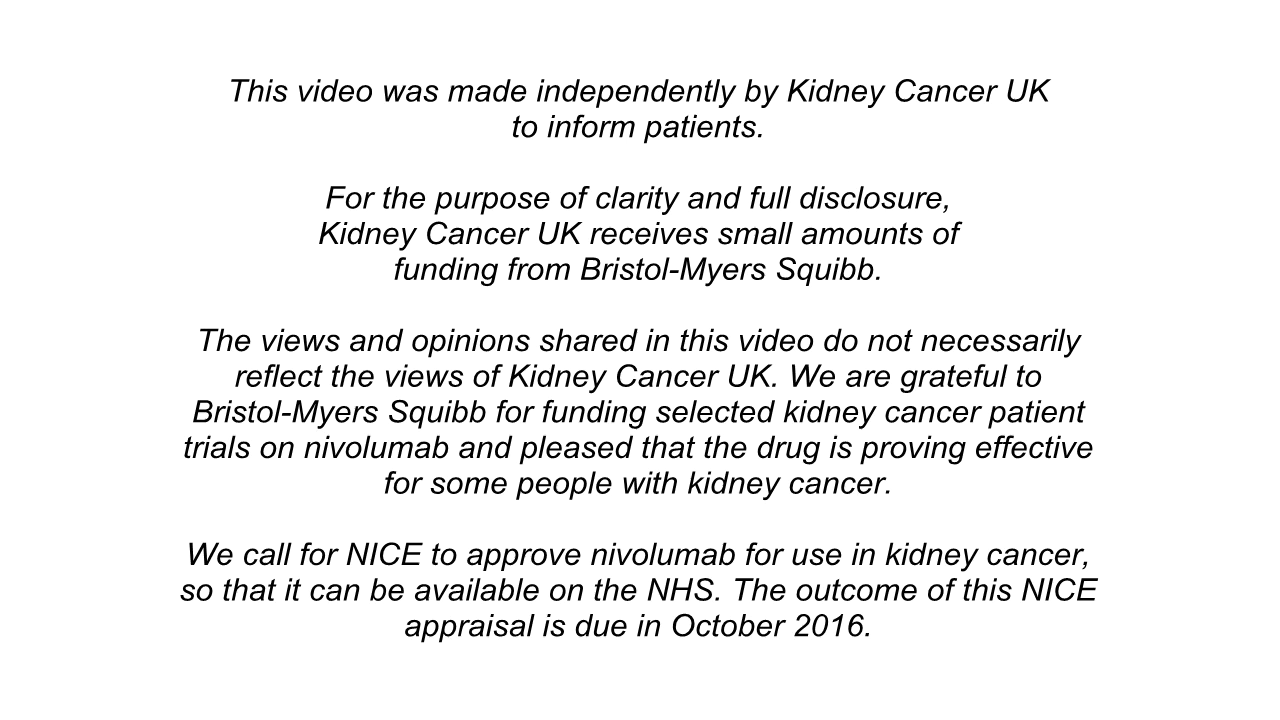 This video was made independently by Kidney Cancer UK
to inform patients.
For the purpose of clarity and full disclosure,
Kidney Cancer UK receives small amounts of
funding from Bristol-Myers Squibb.
The views and opinions shared in this video do not necessarily
reflect the views of Kidney Cancer UK. We are grateful to
Bristol-Myers Squibb for funding selected kidney cancer patient
trials on nivolumab and pleased that the drug is proving effective
for some people with kidney cancer.
We call for NICE to approve nivolumab for use in kidney cancer,
so that it can be available on the NHS. The outcome of this NICE
appraisal is due in October 2016.